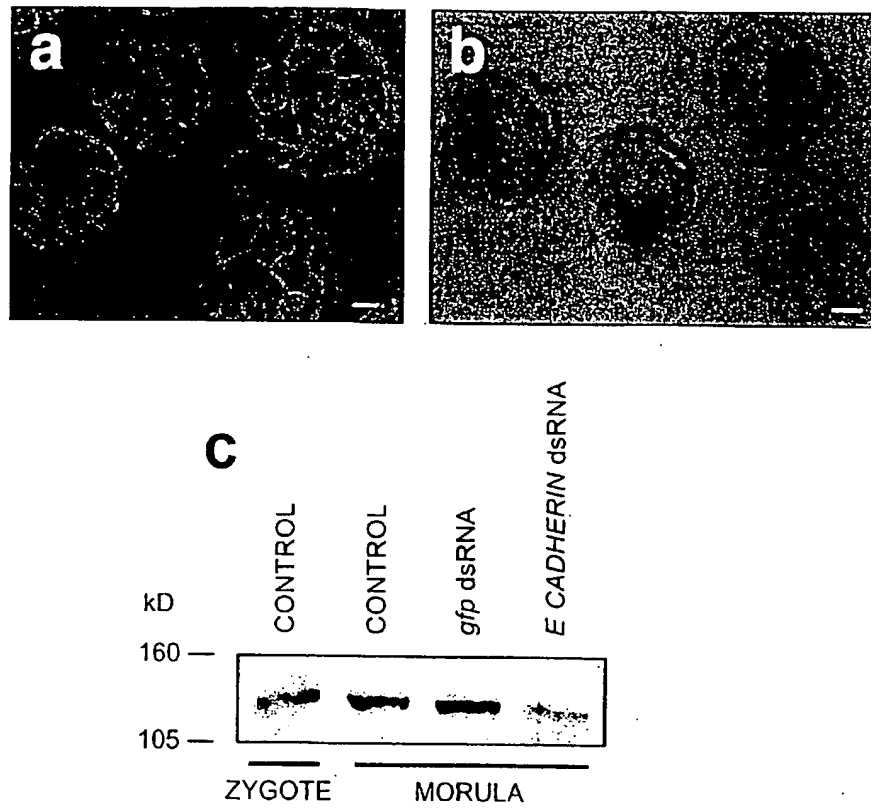 a
b
c
CONTROL
CONTROL
gfp dsRNA
E CADHERIN dsRNA
kD
160
105
ZYGOTE
MORULA